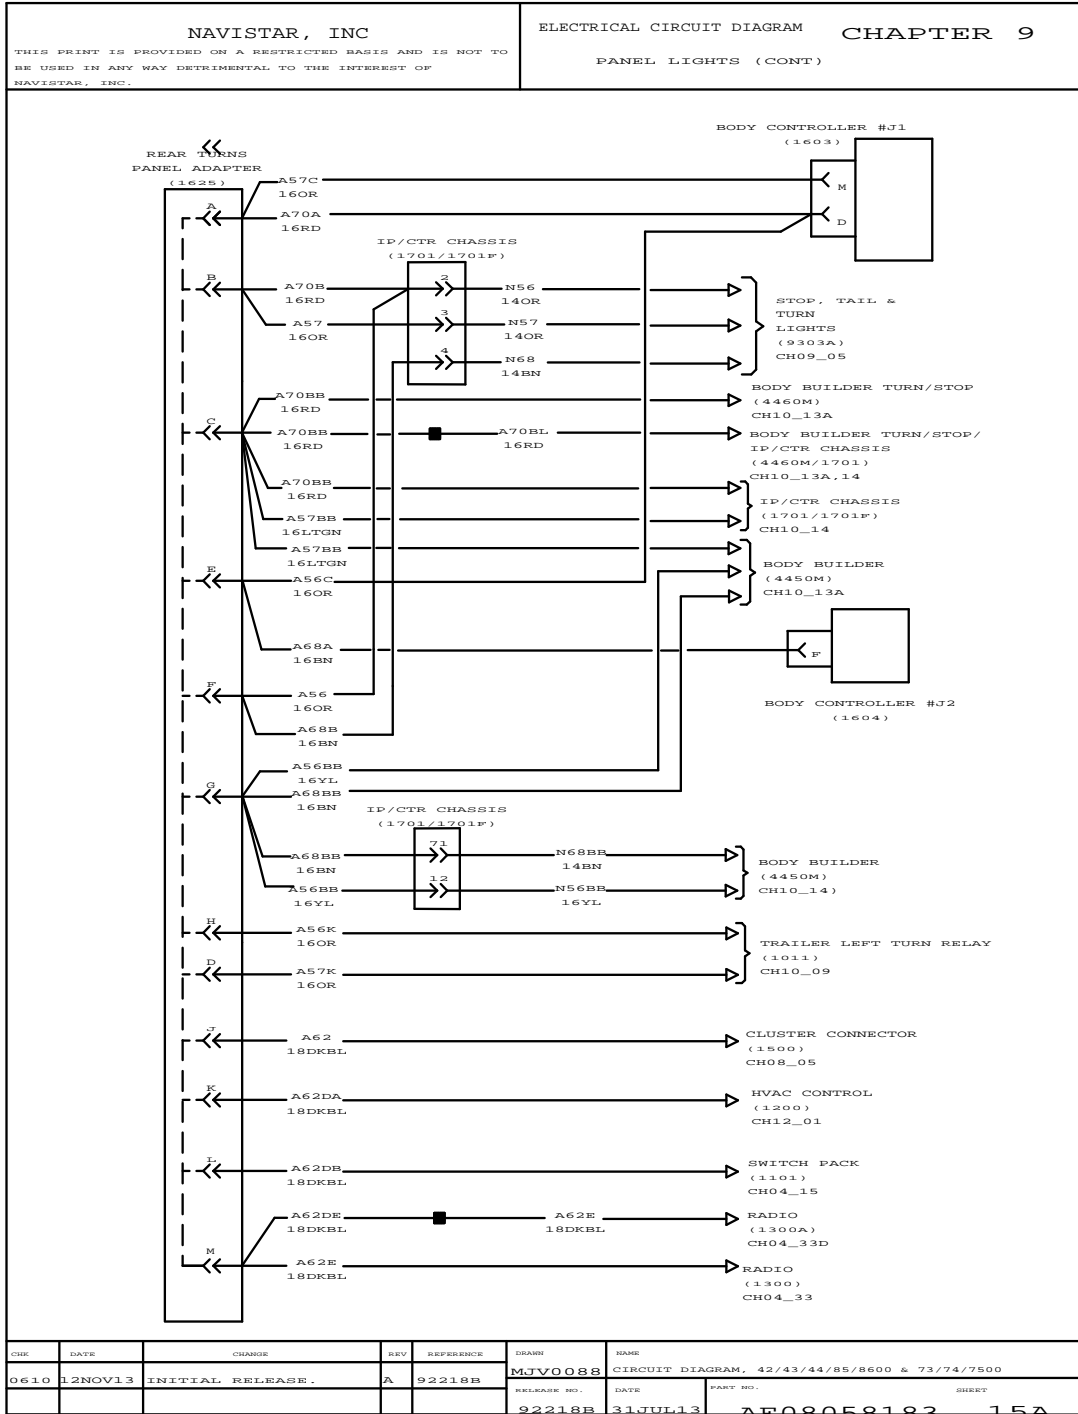 NAVISTAR, INC
THIS PRINT IS PROVIDED ON A RESTRICTED BASIS AND IS NOT TO
BE USED IN ANY WAY DETRIMENTAL TO THE INTEREST OF
NAVISTAR, INC.
ELECTRICAL CIRCUIT DIAGRAM
PANEL LIGHTS (CONT)
CHAPTER 9
REAR TURNS
PANEL ADAPTER
(1625)
BODY CONTROLLER #J1
(1603)
M
D
A
A57C
16OR
A70A
16RD
IP/CTR CHASSIS
(1701/1701F)
B
A70B
16RD
2
N56
14OR
A57
16OR
3
N57
14OR
4
N68
14BN
STOP, TAIL &
TURN
LIGHTS
(9303A)
CH09_05
C
A70BB
16RD
BODY BUILDER TURN/STOP
(4460M)
CH10_13A
A70BB
16RD
A70BL
16RD
BODY BUILDER TURN/STOP/
IP/CTR CHASSIS
(4460M/1701)
CH10_13A,14
A70BB
16RD
A57BB
16LTGN
IP/CTR CHASSIS
(1701/1701F)
CH10_14
A57BB
16LTGN
BODY BUILDER
(4450M)
CH10_13A
E
A56C
16OR
A68A
16BN
F
BODY CONTROLLER #J2
(1604)
F
A56
16OR
A68B
16BN
G
A56BB
16YL
A68BB
16BN
IP/CTR CHASSIS
(1701/1701F)
A68BB
16BN
71
N68BB
14BN
A56BB
16YL
12
N56BB
16YL
BODY BUILDER
(4450M)
CH10_14)
H
A56K
16OR
D
A57K
16OR
TRAILER LEFT TURN RELAY
(1011)
CH10_09
J
A62
18DKBL
CLUSTER CONNECTOR
(1500)
CH08_05
K
A62DA
18DKBL
HVAC CONTROL
(1200)
CH12_01
L
A62DB
18DKBL
SWITCH PACK
(1101)
CH04_15
A62DE
18DKBL
A62E
18DKBL
RADIO
(1300A)
CH04_33D
M
A62E
18DKBL
RADIO
(1300)
CH04_33
CHK DATE CHANGE REV REFERENCE
0610 12NOV13 INITIAL RELEASE. A 92218B
DRAWN
MJV0088
NAME
CIRCUIT DIAGRAM, 42/43/44/85/8600 & 73/74/7500
RELEASE NO.
92218B
DATE
31JUL13
PART NO. SHEET
AE08058183 15A